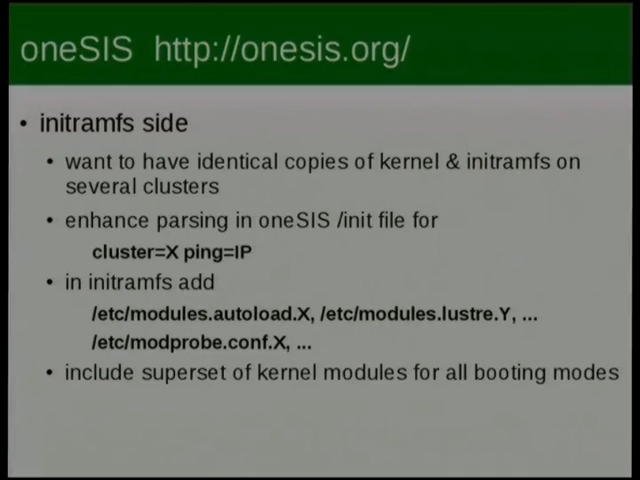 oneSIS http://onesis.org/
• initramfs side
• want to have identical copies of kernel & initramfs on
several clusters
• enhance parsing in oneSIS /init file for
cluster=X ping=IP
• in initramfs add
/etc/modules.autoload.X, /etc/modules.lustre.Y, ...
/etc/modprobe.conf.X, ...
• include superset of kernel modules for all booting modes